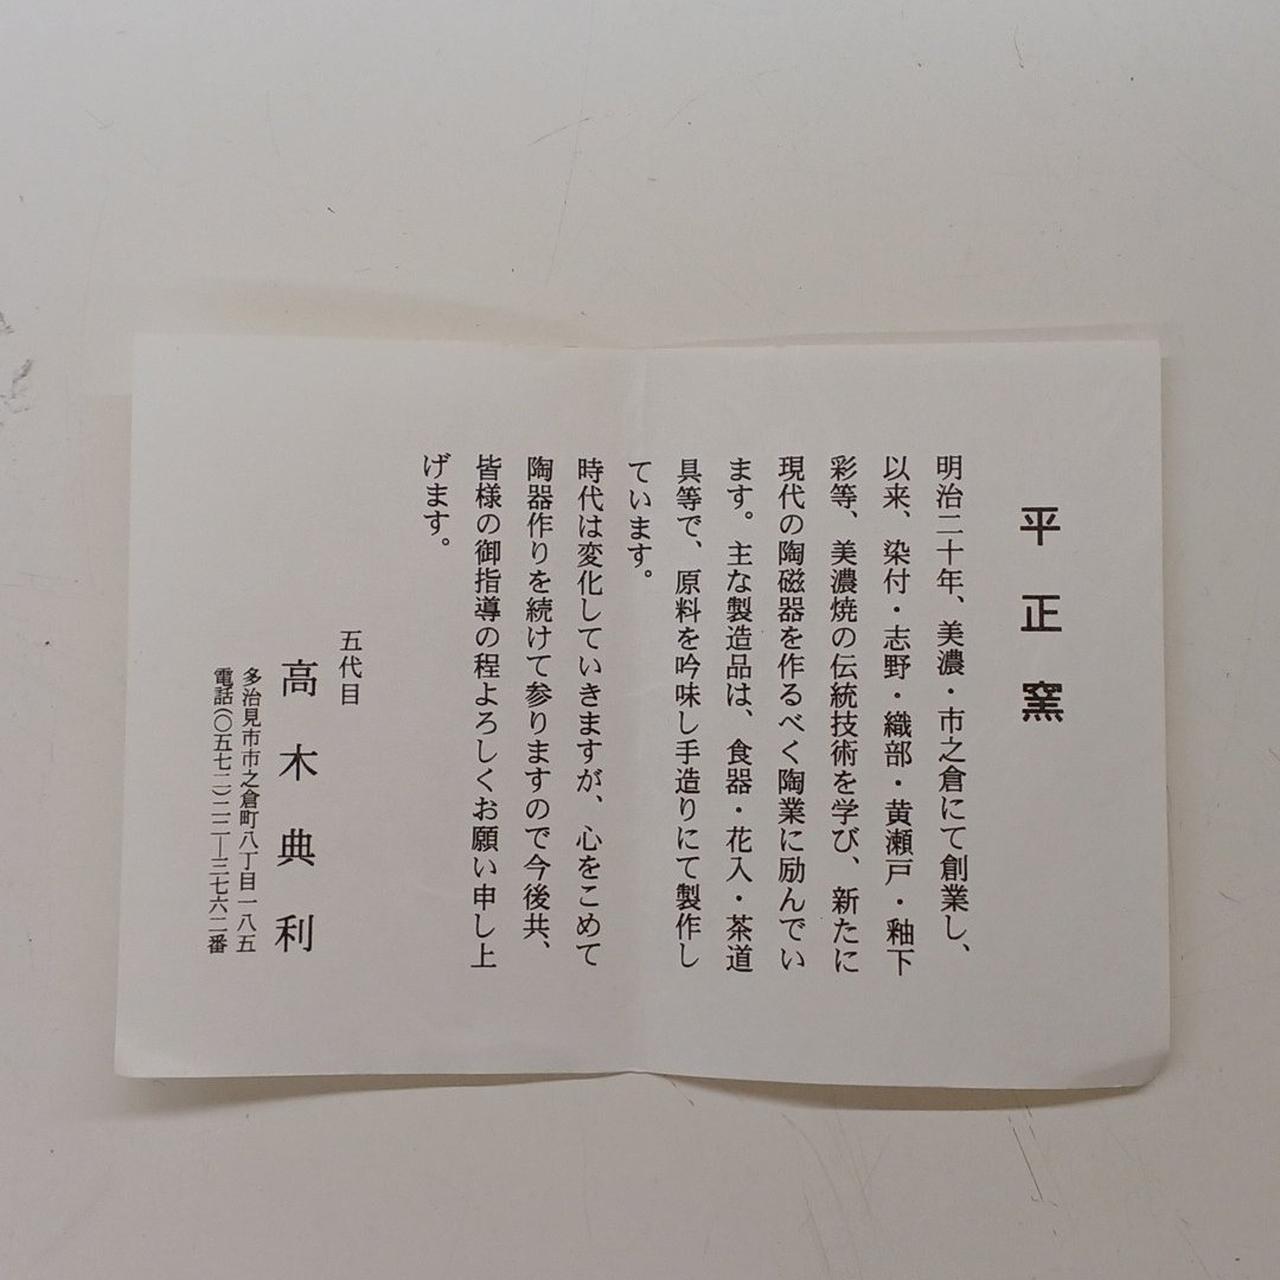 平正窯
明治二十年、美濃・市之倉にて創業し、
以来、染付・志野・織部・黄瀬戸・釉下
彩等、美濃焼の伝統技術を学び、新たに
現代の陶磁器を作るべく陶業に励んでい
ます。主な製造品は、食器・花入・茶道
具等で、原料を吟味し手造りにて製作し
ています。
時代は変化していきますが、心をこめて
陶器作りを続けて参りますので今後共、
皆様の御指導の程よろしくお願い申し上
げます。
五代目
高木典利
多治見市市之倉町八丁目一八五
電話(〇五七二)二二―三七六二番